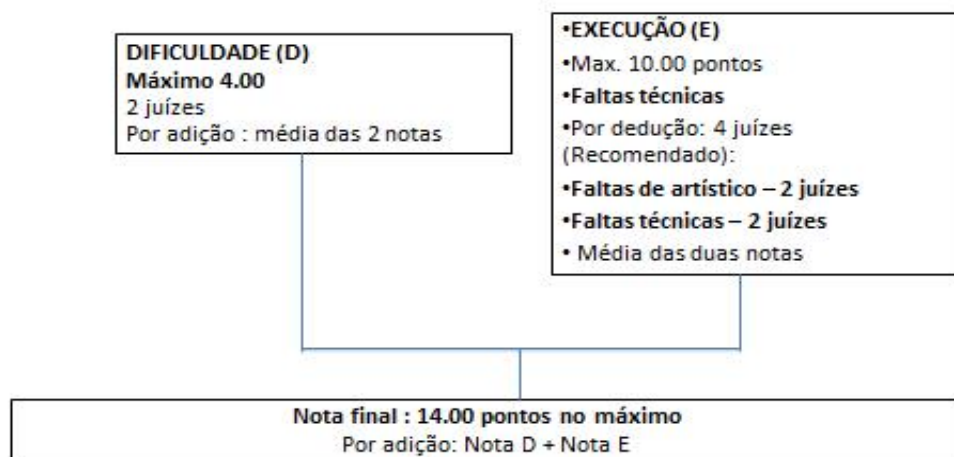 DIFICULDADE (D)
Máximo 4.00
2 juízes
Por adição : média das 2 notas
•EXECUÇÃO (E)
•Max. 10.00 pontos
•Faltas técnicas
•Por dedução: 4 juízes
(Recomendado):
•Faltas de artístico – 2 juízes
•Faltas técnicas – 2 juízes
• Média das duas notas
Nota final : 14.00 pontos no máximo
Por adição: Nota D + Nota E